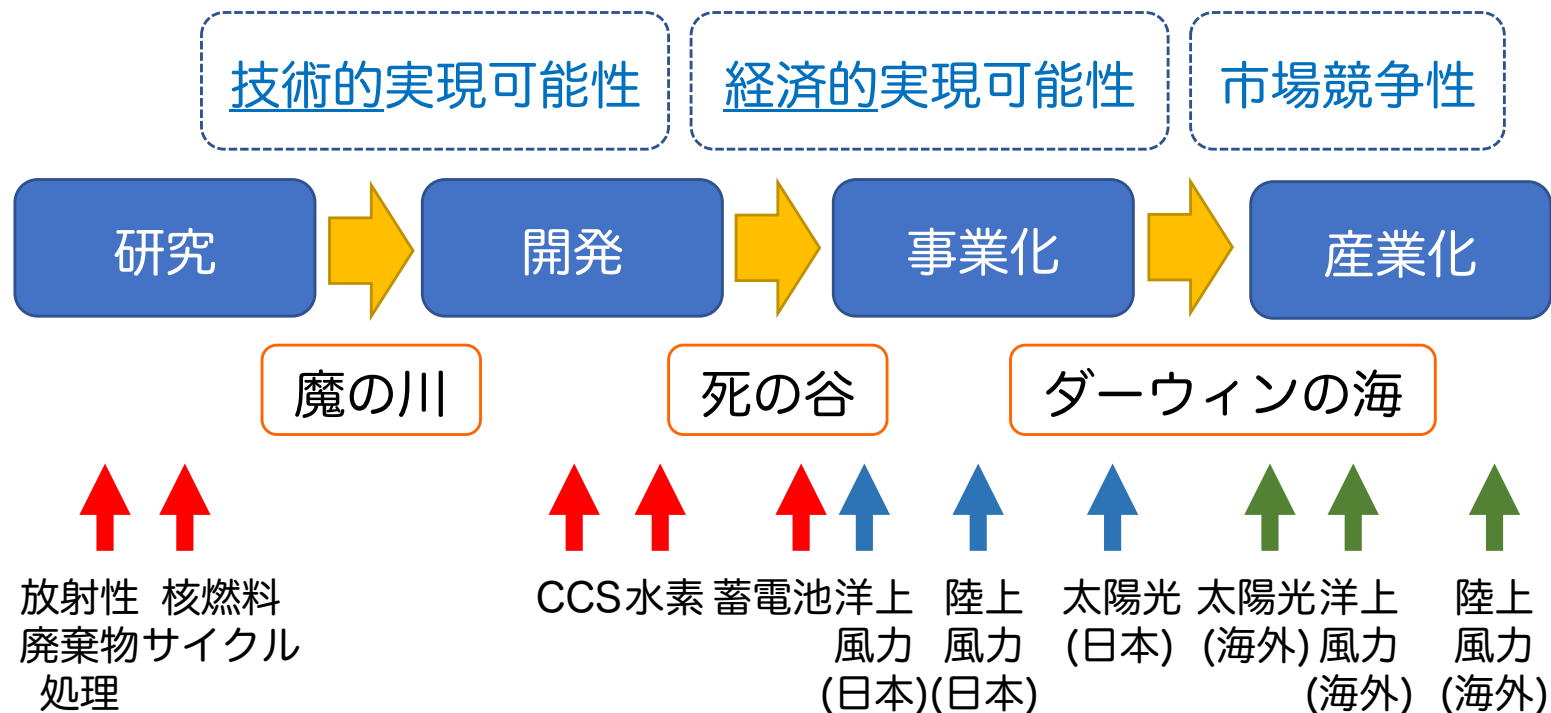 技術的実現可能性
経済的実現可能性
市場競争性
研究
開発
事業化
産業化
魔の川
死の谷
ダーウィンの海
放射性
廃棄物
処理
核燃料
サイクル
CCS
水素
蓄電池
洋上
風力
(日本)
陸上
風力
(日本)
太陽光
(日本)
太陽光
(海外)
洋上
風力
(海外)
陸上
風力
(海外)